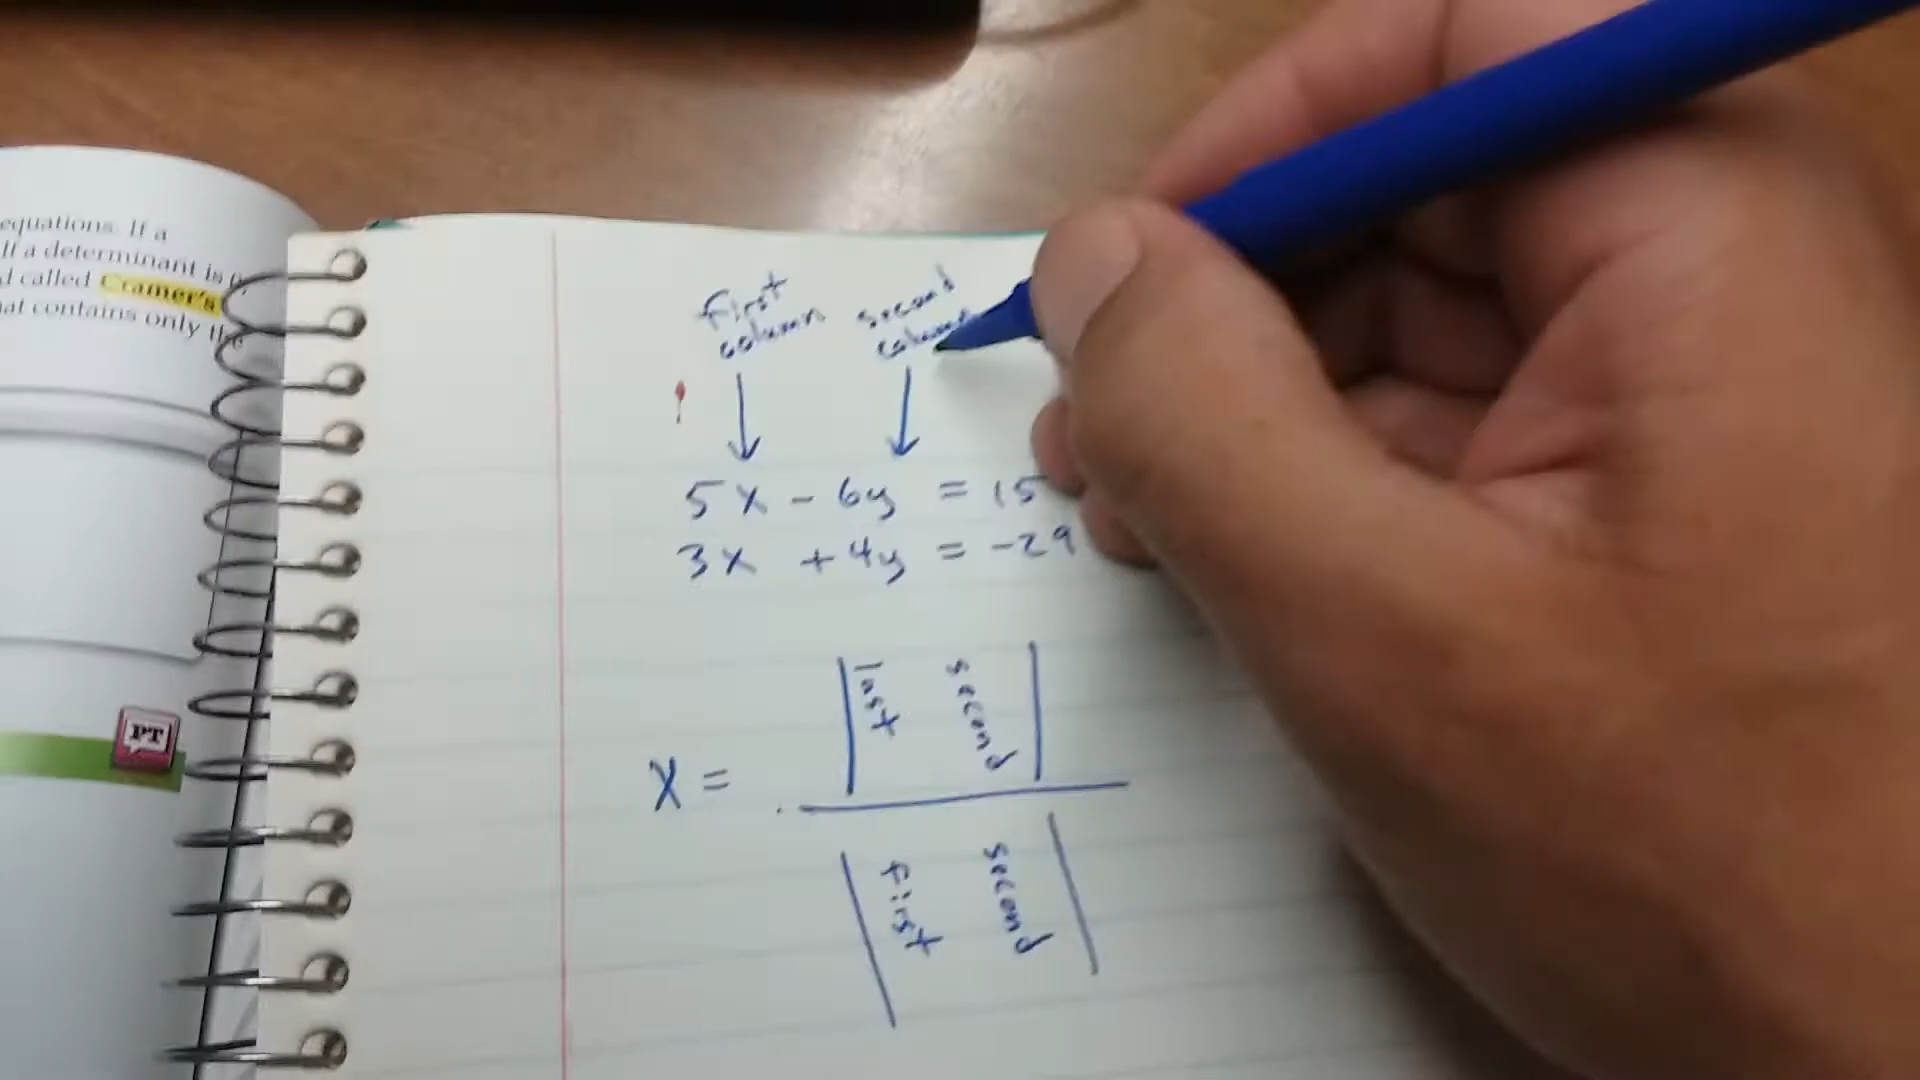 equations. If a
If a determinant is
d called Cramer's
at contains only the
PT
First
column
second
column
5x - 6y = 15
3x + 4y = -29
last second
x =
first second